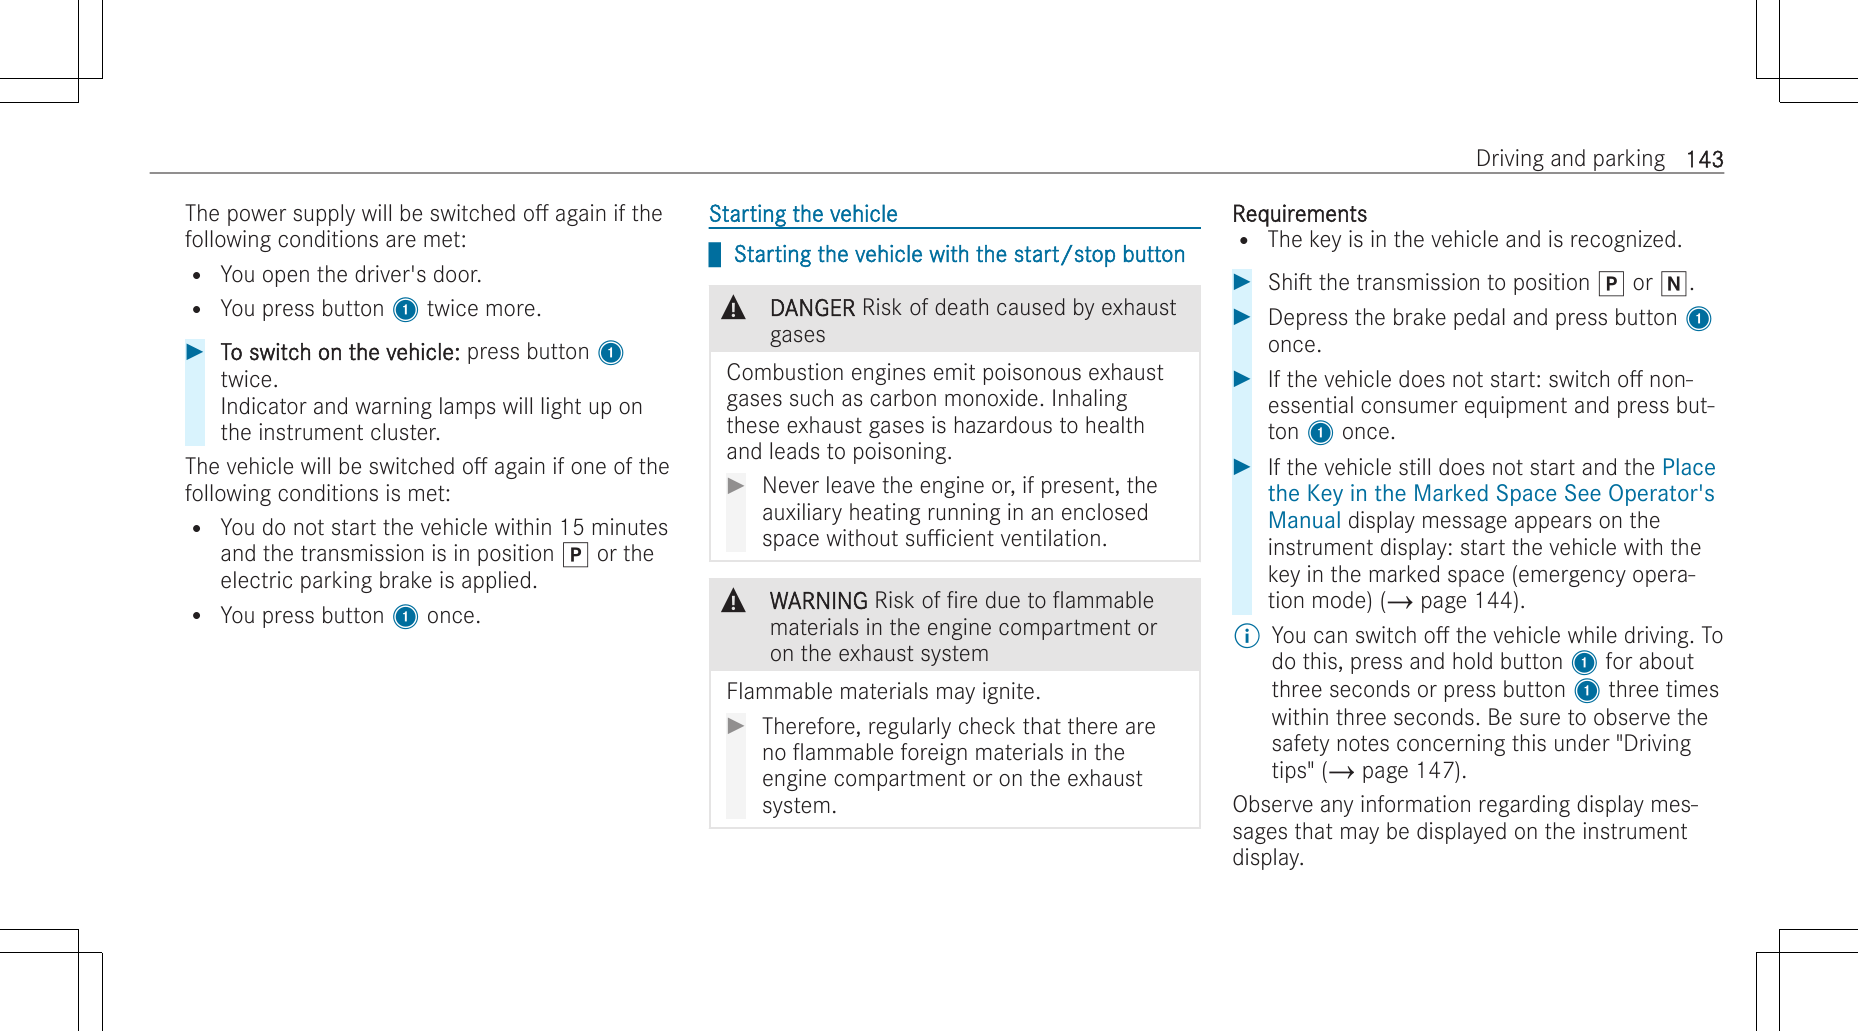 Driving and parking 143
The power supply will be switched off again if the
following conditions are met:
• You open the driver's door.
• You press button 1 twice more.
To switch on the vehicle: press button 1
twice.
Indicator and warning lamps will light up on
the instrument cluster.
The vehicle will be switched off again if one of the
following conditions is met:
• You do not start the vehicle within 15 minutes
and the transmission is in position P or the
electric parking brake is applied.
• You press button 1 once.
Starting the vehicle
Starting the vehicle with the start/stop button
DANGER Risk of death caused by exhaust
gases
Combustion engines emit poisonous exhaust
gases such as carbon monoxide. Inhaling
these exhaust gases is hazardous to health
and leads to poisoning.
Never leave the engine or, if present, the
auxiliary heating running in an enclosed
space without sufficient ventilation.
WARNING Risk of fire due to flammable
materials in the engine compartment or
on the exhaust system
Flammable materials may ignite.
Therefore, regularly check that there are
no flammable foreign materials in the
engine compartment or on the exhaust
system.
Requirements
• The key is in the vehicle and is recognized.
Shift the transmission to position P or N.
Depress the brake pedal and press button 1
once.
If the vehicle does not start: switch off non-
essential consumer equipment and press but-
ton 1 once.
If the vehicle still does not start and the Place
the Key in the Marked Space See Operator's
Manual display message appears on the
instrument display: start the vehicle with the
key in the marked space (emergency opera-
tion mode) (→ page 144).
i You can switch off the vehicle while driving. To
do this, press and hold button 1 for about
three seconds or press button 1 three times
within three seconds. Be sure to observe the
safety notes concerning this under "Driving
tips" (→ page 147).
Observe any information regarding display mes-
sages that may be displayed on the instrument
display.